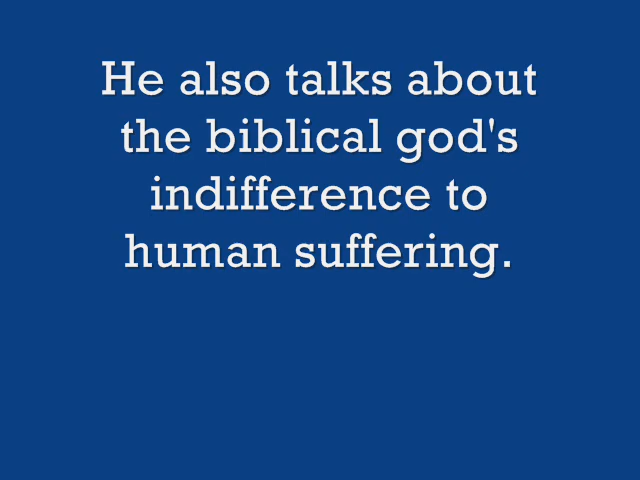 He also talks about
the biblical god's
indifference to
human suffering.